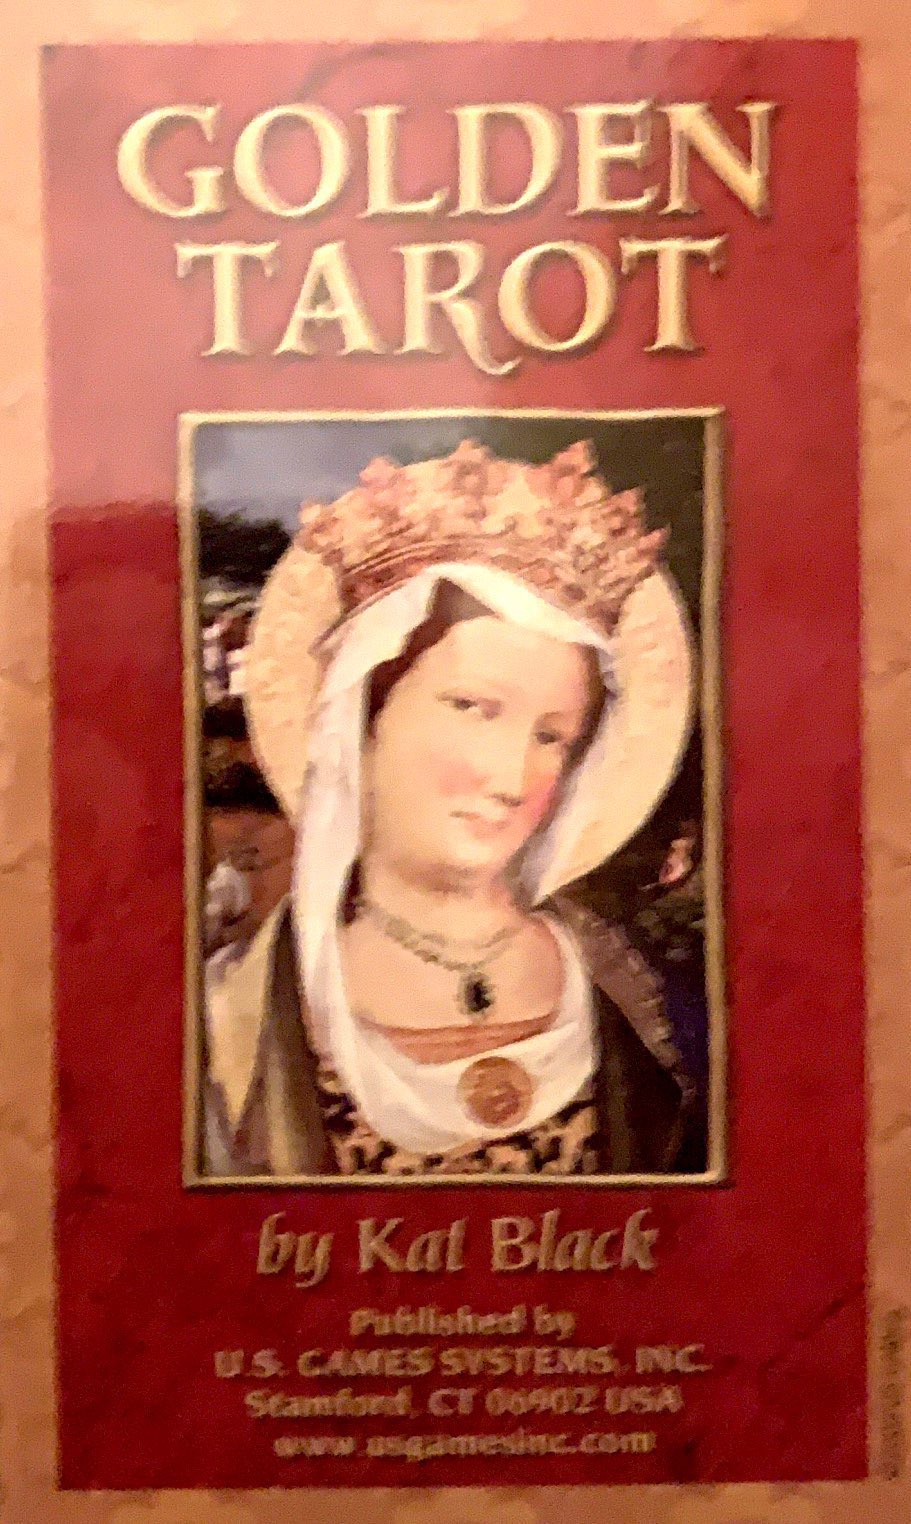 GOLDEN
TAROT
by Kat Black
Published by
U.S. GAMES SYSTEMS, INC.
Stamford, CT 06902 USA
www.usgamesinc.com